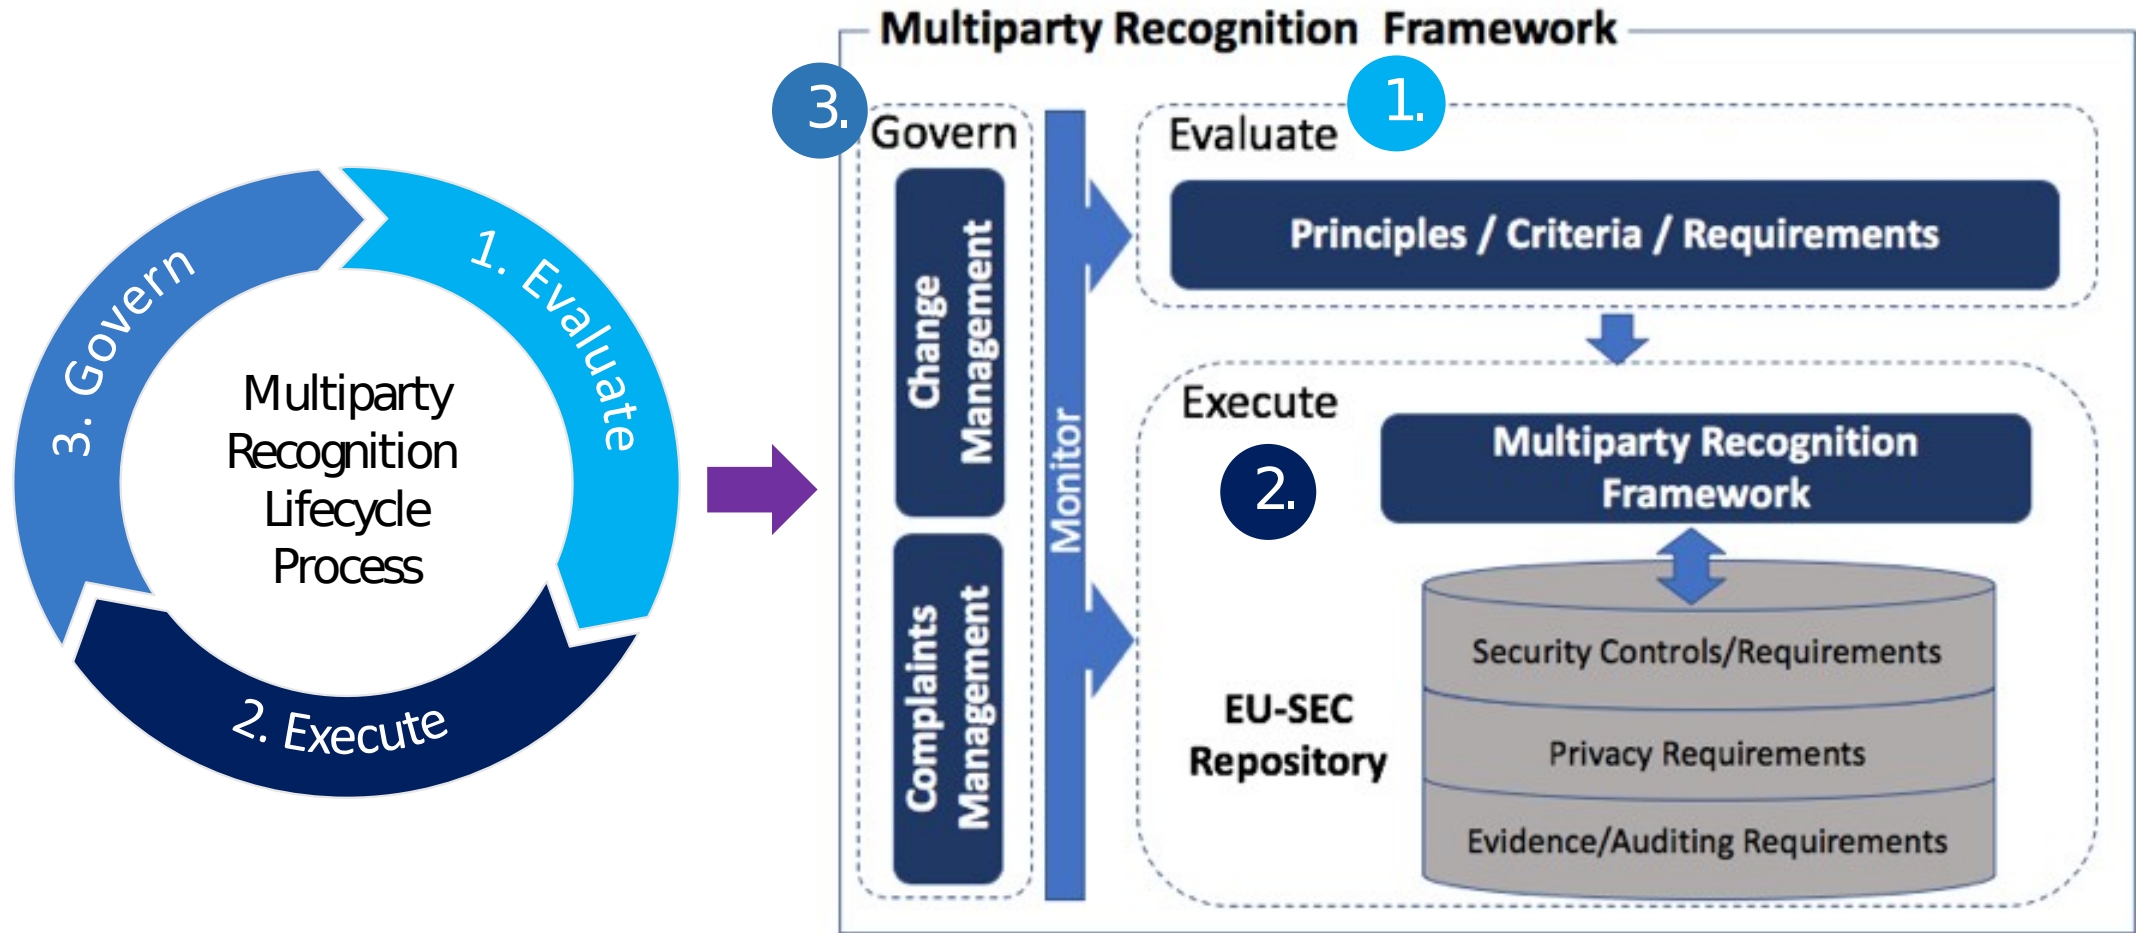 3. Govern
1. Evaluate
2. Execute
Multiparty
Recognition
Lifecycle
Process
Multiparty Recognition Framework
3.
Govern
Change
Management
Complaints
Management
Monitor
1.
Evaluate
Principles / Criteria / Requirements
Execute
2.
Multiparty Recognition
Framework
EU-SEC
Repository
Security Controls/Requirements
Privacy Requirements
Evidence/Auditing Requirements